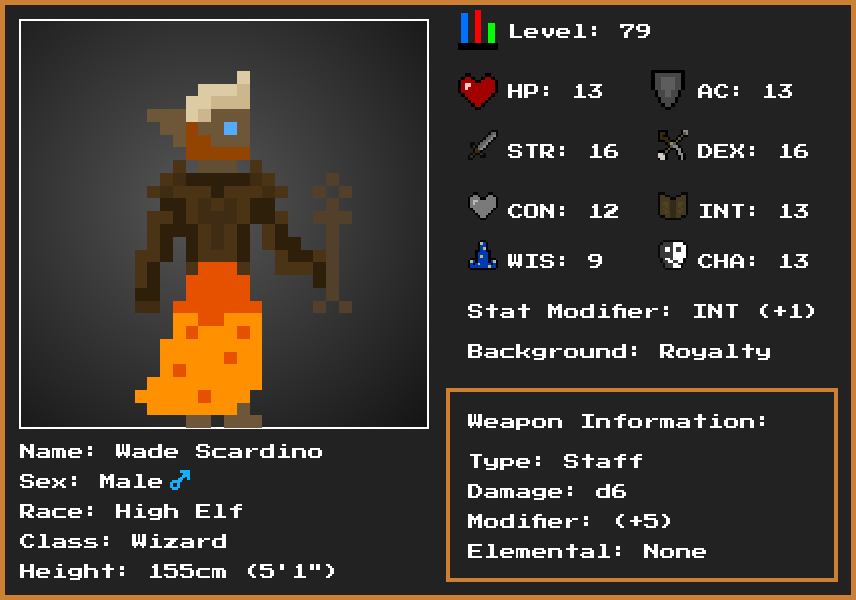 Level: 79
HP: 13
AC: 13
STR: 16
DEX: 16
CON: 12
INT: 13
WIS: 9
CHA: 13
Stat Modifier: INT (+1)
Background: Royalty
Weapon Information:
Type: Staff
Damage: d6
Modifier: (+5)
Elemental: None
Name: Wade Scardino
Sex: Male ♂
Race: High Elf
Class: Wizard
Height: 155cm (5'1")